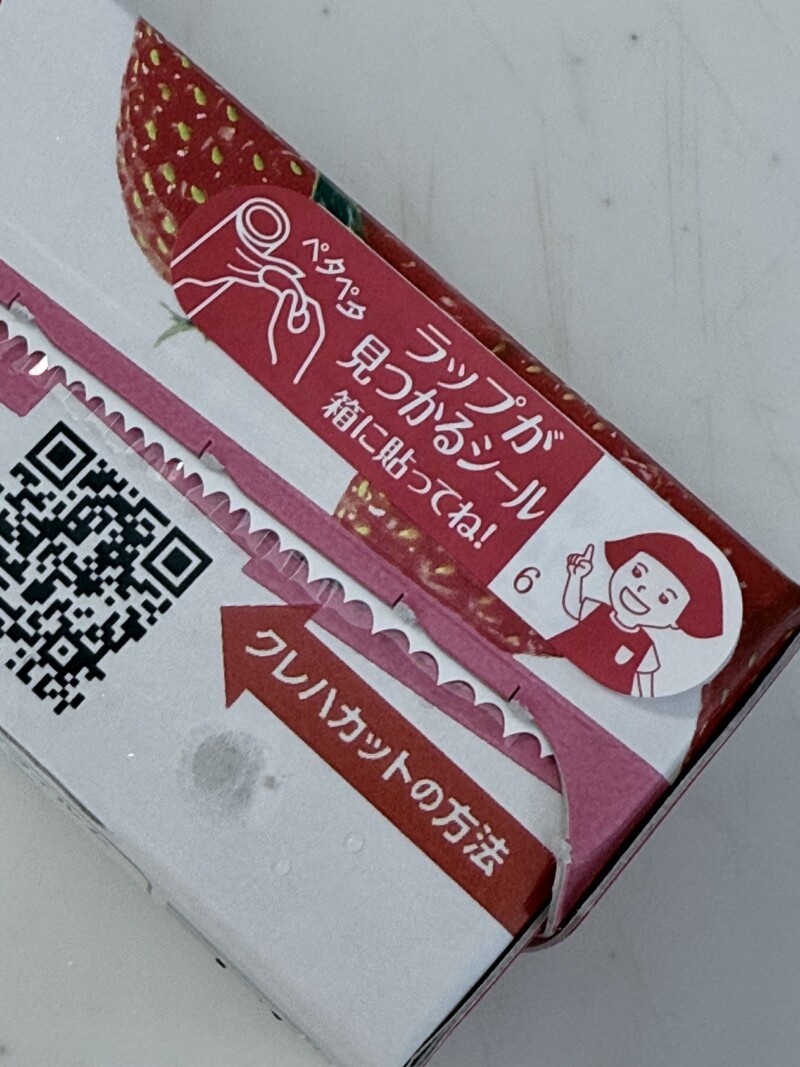 ペタペタ
ラップが
見つかるシール
箱に貼ってね!
6
クレハカットの方法